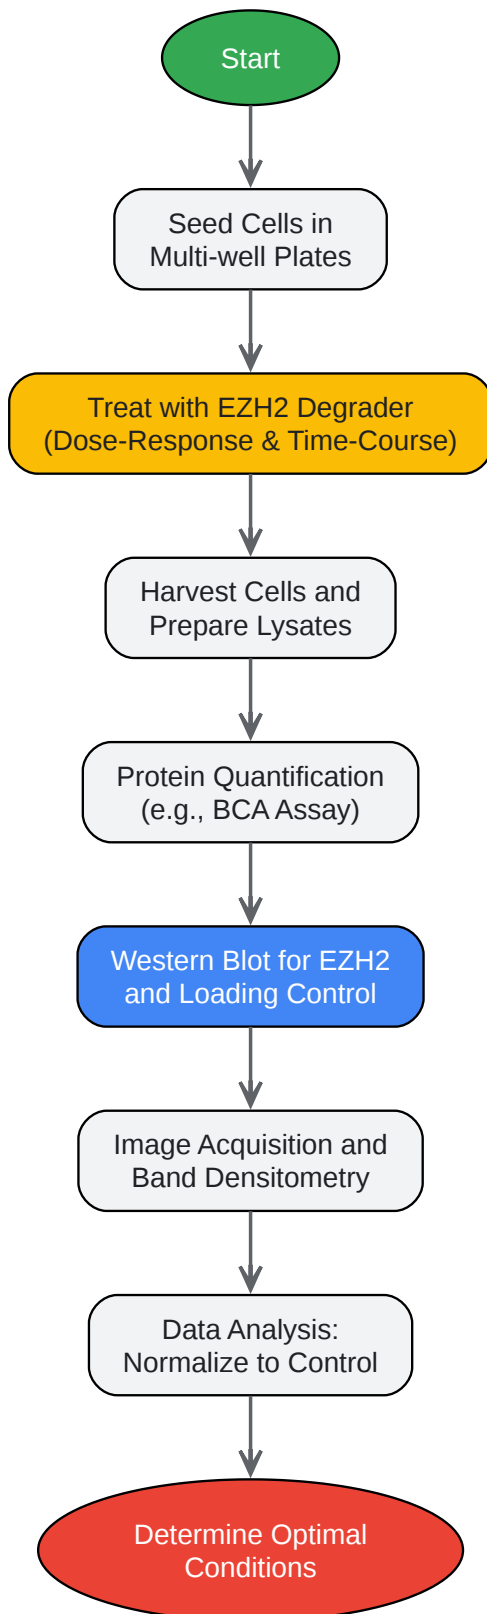 Start
Seed Cells in
Multi-well Plates
Treat with EZH2 Degrader
(Dose-Response & Time-Course)
Harvest Cells and
Prepare Lysates
Protein Quantification
(e.g., BCA Assay)
Western Blot for EZH2
and Loading Control
Image Acquisition and
Band Densitometry
Data Analysis:
Normalize to Control
Determine Optimal
Conditions